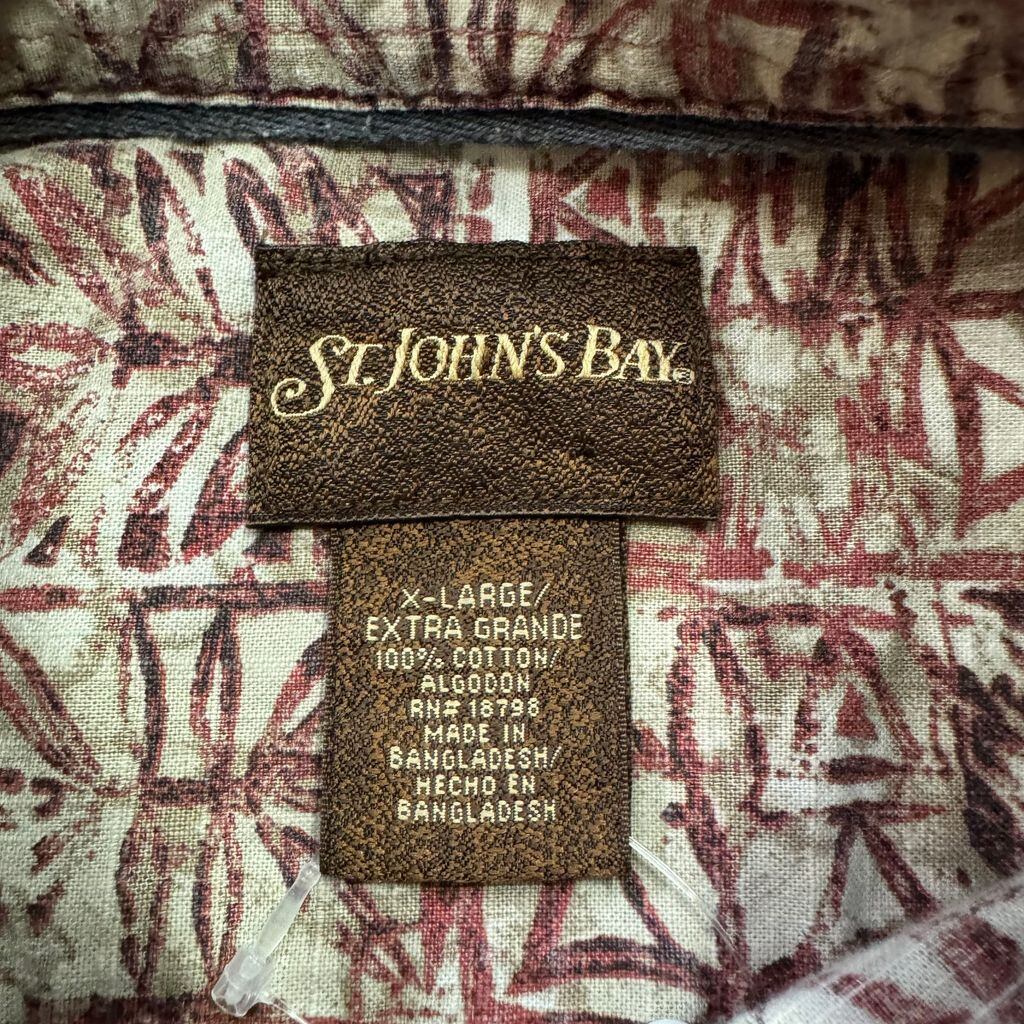 ST. JOHN'S BAY®
X-LARGE/
EXTRA GRANDE
100% COTTON/
ALGODON
RN# 18798
MADE IN
BANGLADESH/
HECHO EN
BANGLADESH